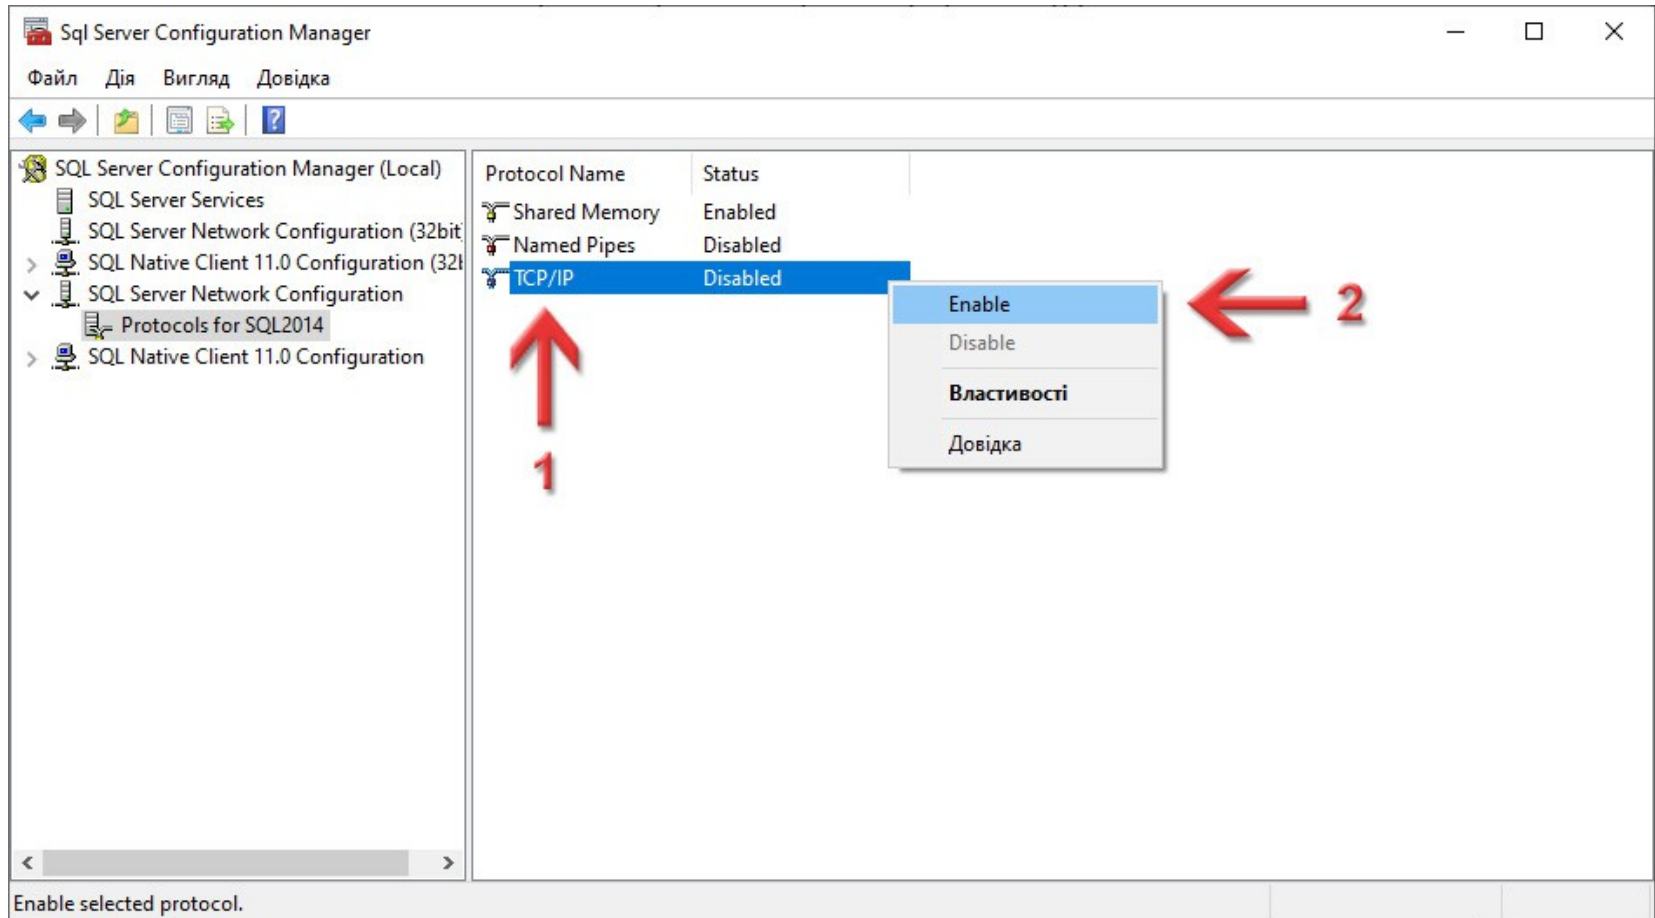 Sql Server Configuration Manager
Файл Дія Вигляд Довідка
SQL Server Configuration Manager (Local)
SQL Server Services
SQL Server Network Configuration (32bit
SQL Native Client 11.0 Configuration (32b
SQL Server Network Configuration
Protocols for SQL2014
SQL Native Client 11.0 Configuration
Protocol Name Status
Shared Memory Enabled
Named Pipes Disabled
TCP/IP Disabled
Enable
Disable
Властивості
Довідка
1
2
Enable selected protocol.